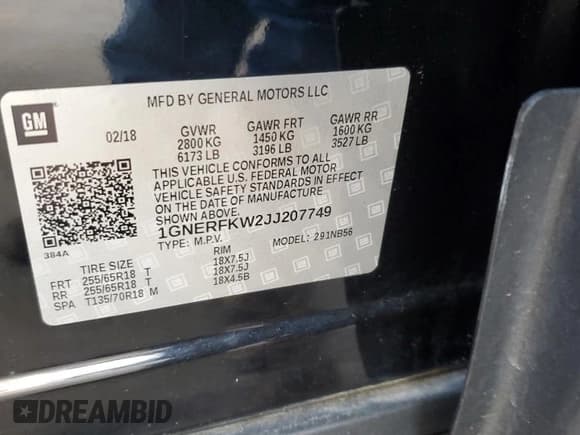 MFD BY GENERAL MOTORS LLC
GM
02/18 GVWR GAWR FRT GAWR RR
2800 KG 1450 KG 1600 KG
6173 LB 3196 LB 3527 LB
THIS VEHICLE CONFORMS TO ALL
APPLICABLE U.S. FEDERAL MOTOR
VEHICLE SAFETY STANDARDS IN EFFECT
ON THE DATE OF MANUFACTURE
SHOWN ABOVE.
1GNERFKW2JJ207749
TYPE: M.P.V. MODEL: 291NB56
384A
TIRE SIZE RIM
FRT 255/65R18 T 18X7.5J
RR 255/65R18 T 18X7.5J
SPA T135/70R18 M 18X4.5B
DREAMBID